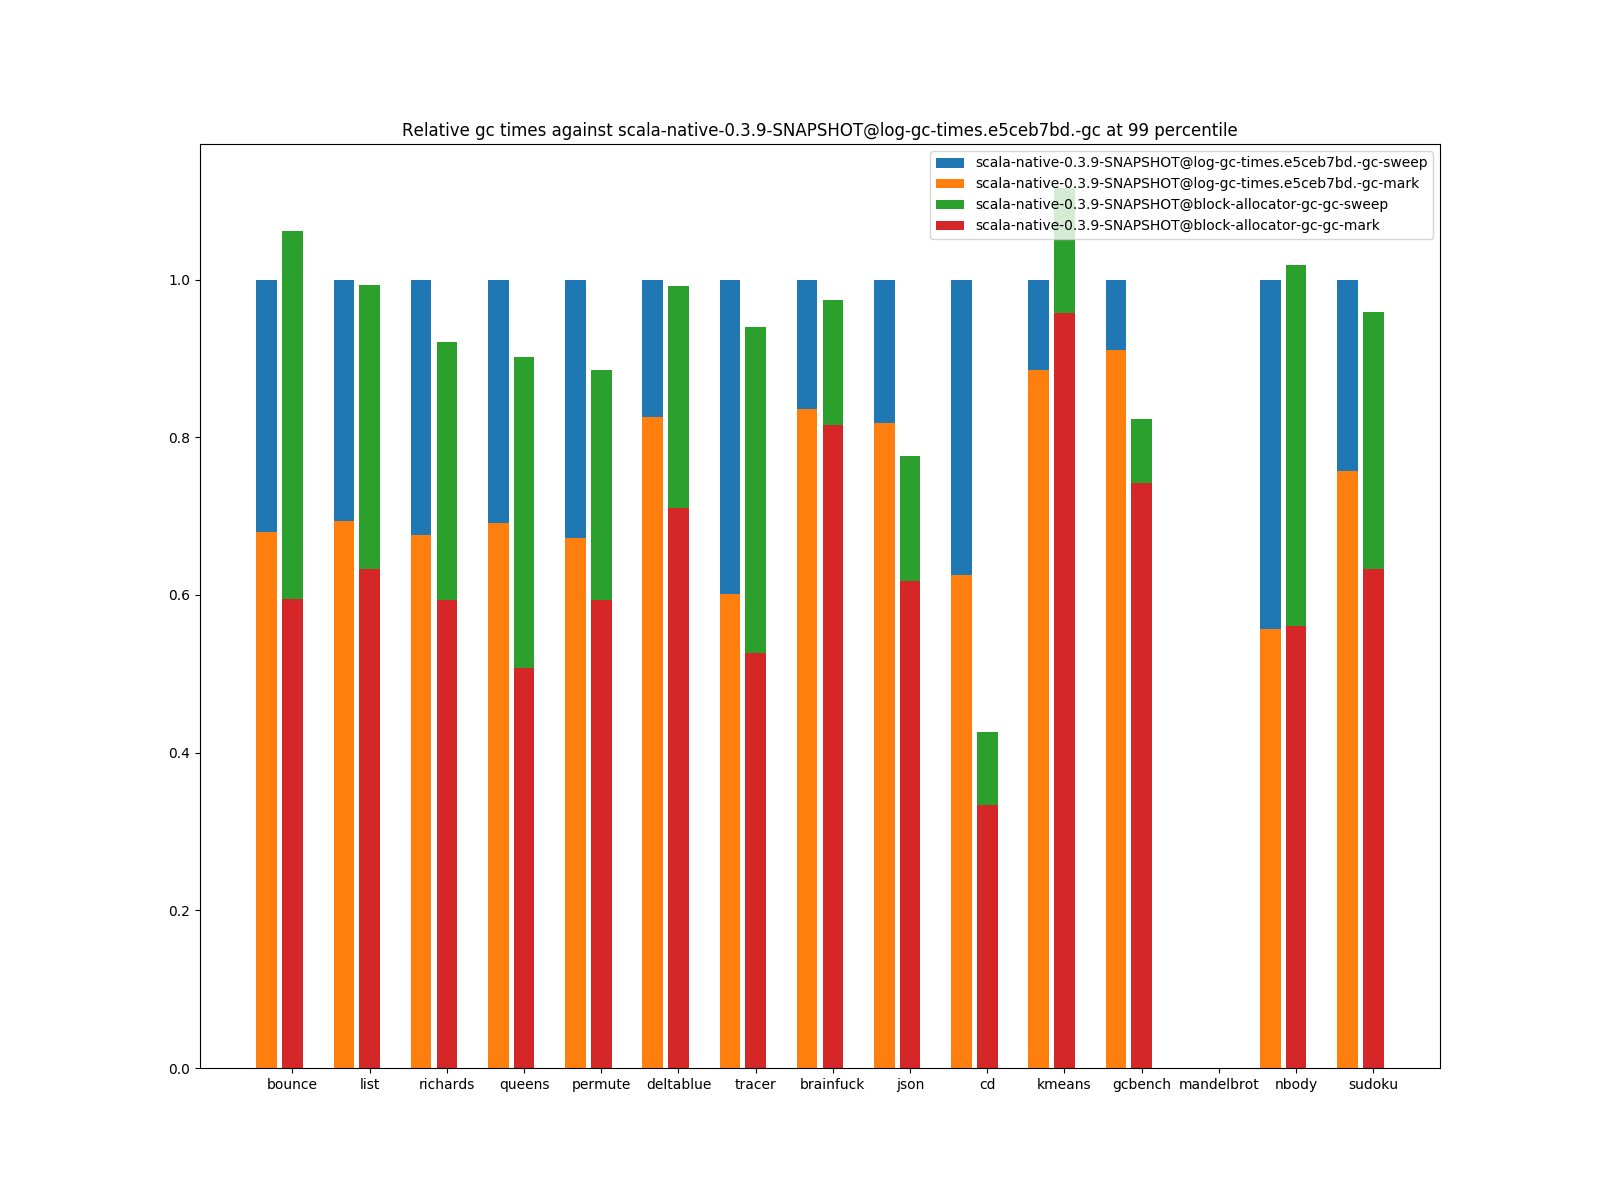 Relative gc times against scala-native-0.3.9-SNAPSHOT@log-gc-times.e5ceb7bd.-gc at 99 percentile
scala-native-0.3.9-SNAPSHOT@log-gc-times.e5ceb7bd.-gc-sweep
scala-native-0.3.9-SNAPSHOT@log-gc-times.e5ceb7bd.-gc-mark
scala-native-0.3.9-SNAPSHOT@block-allocator-gc-gc-sweep
scala-native-0.3.9-SNAPSHOT@block-allocator-gc-gc-mark
1.0
0.8
0.6
0.4
0.2
0.0
bounce list richards queens permute deltablue tracer brainfuck json cd kmeans gcbench mandelbrot nbody sudoku